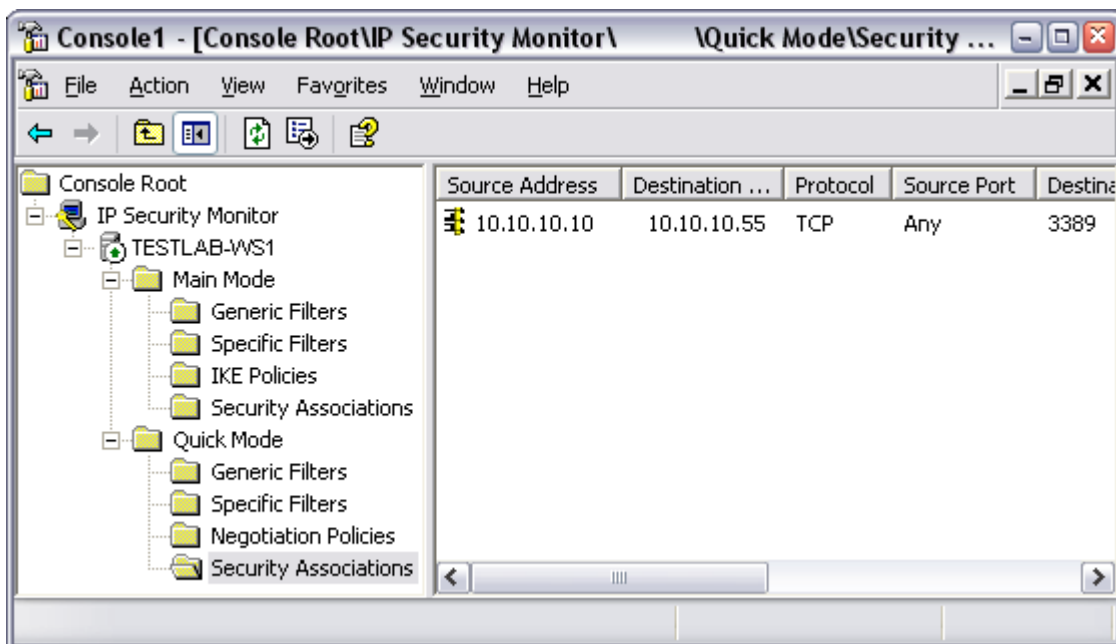 Console1 - [Console Root\IP Security Monitor\ \Quick Mode\Security ...
File Action View Favorites Window Help
Console Root
IP Security Monitor
TESTLAB-WS1
Main Mode
Generic Filters
Specific Filters
IKE Policies
Security Associations
Quick Mode
Generic Filters
Specific Filters
Negotiation Policies
Security Associations
Source Address Destination ... Protocol Source Port Destina
10.10.10.10 10.10.10.55 TCP Any 3389